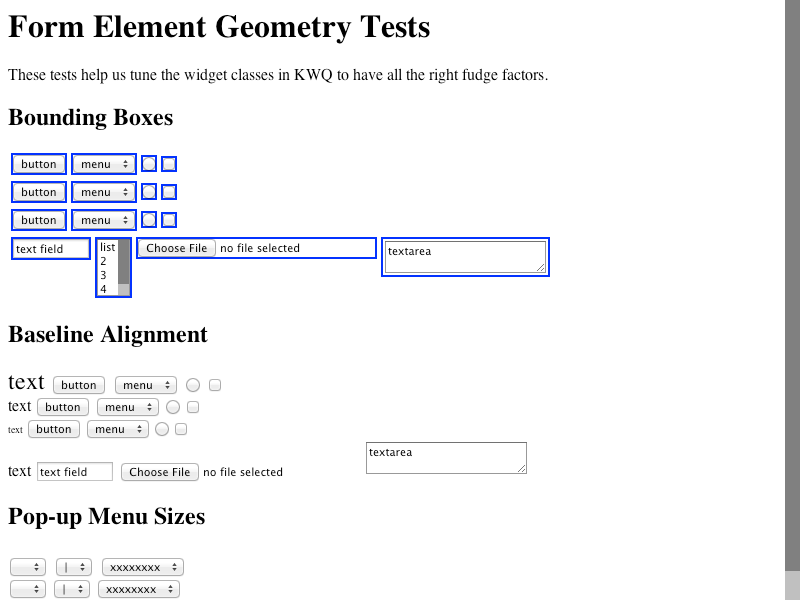 Form Element Geometry Tests
These tests help us tune the widget classes in KWQ to have all the right fudge factors.
Bounding Boxes
button menu
button menu
button menu
text field list Choose File no file selected textarea
2
3
4
Baseline Alignment
text button menu
text button menu
text button menu
textarea
text text field Choose File no file selected
Pop-up Menu Sizes
| xxxxxxxx
| xxxxxxxx